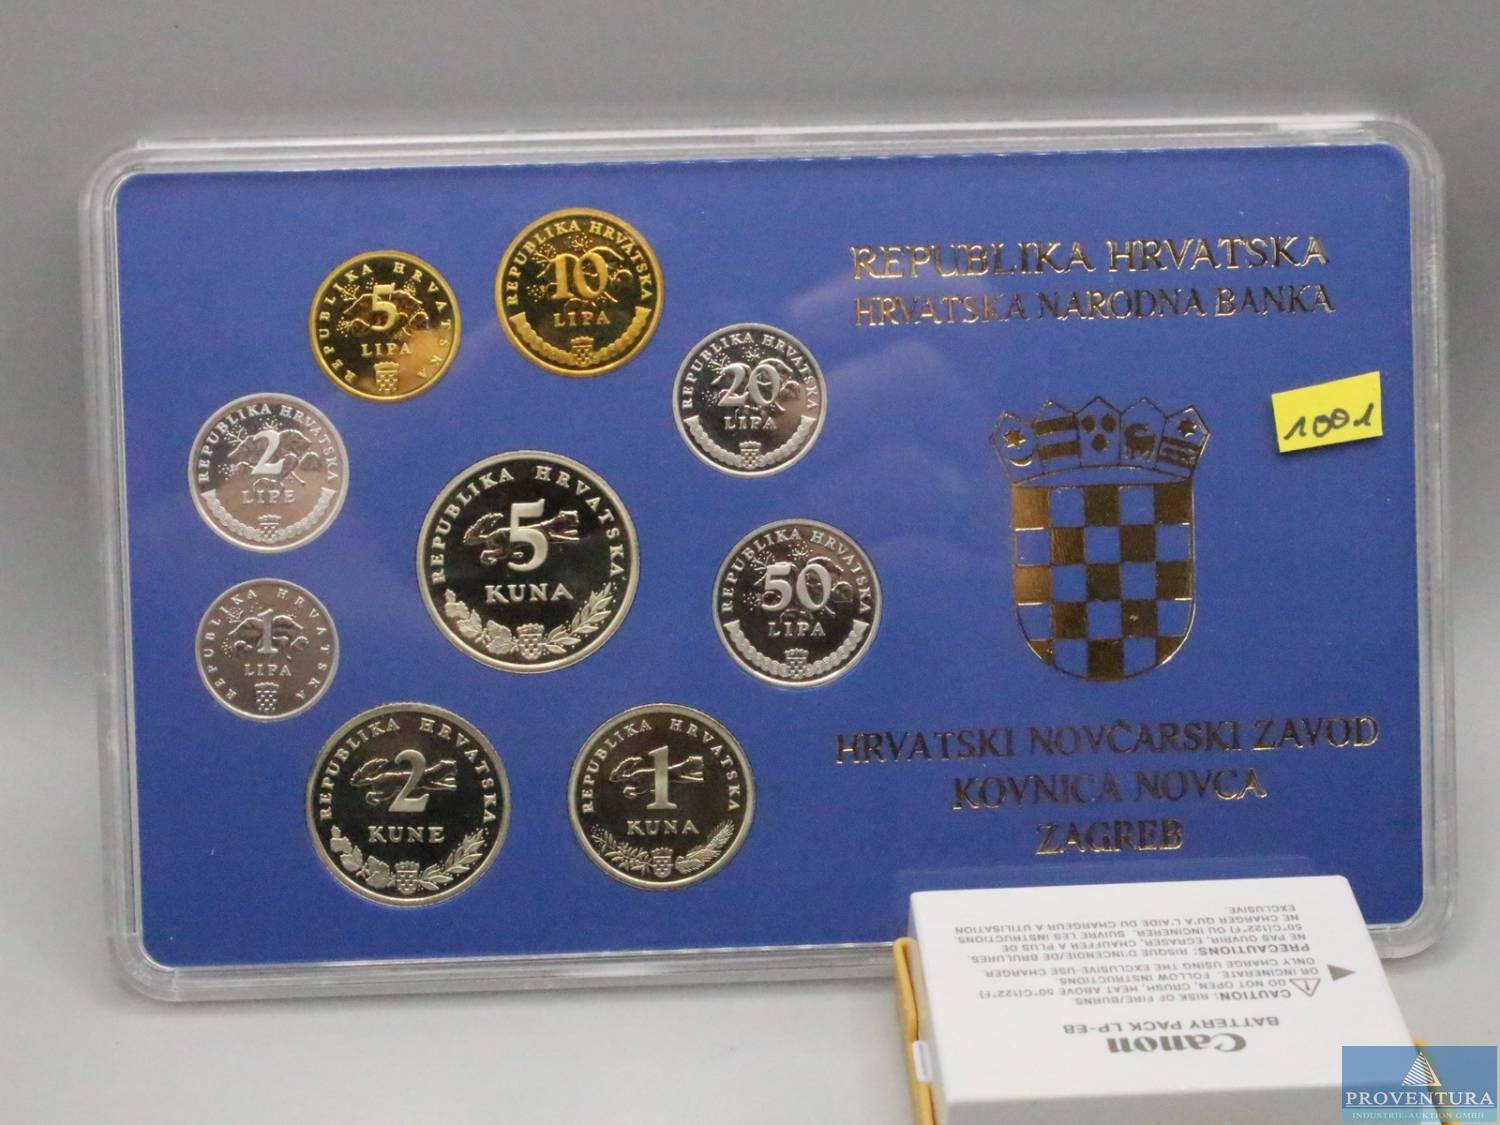 REPUBLIKA HRVATSKA
5
LIPA
REPUBLIKA HRVATSKA
10
LIPA
REPUBLIKA HRVATSKA
20
LIPA
REPUBLIKA HRVATSKA
2
LIPE
REPUBLIKA HRVATSKA
5
KUNA
REPUBLIKA HRVATSKA
50
LIPA
REPUBLIKA HRVATSKA
1
LIPA
REPUBLIKA HRVATSKA
2
KUNE
REPUBLIKA HRVATSKA
1
KUNA
REPUBLIKA HRVATSKA
HRVATSKA NARODNA BANKA
1001
HRVATSKI NOVČARSKI ZAVOD
KOVNICA NOVCA
ZAGREB
Canon
BATTERY PACK LP-E8
CAUTION: RISK OF FIRE/BURNS.
DO NOT OPEN, CRUSH, HEAT ABOVE 50°C(122°F)
OR INCINERATE. FOLLOW INSTRUCTIONS.
ONLY CHARGE USING THE EXCLUSIVE-USE CHARGER.
PRECAUTIONS: RISQUE D'INCENDIE/DE BRULURES.
NE PAS OUVRIR, ECRASER, CHAUFFER A PLUS DE
50°C(122°F) OU INCINERER. SUIVRE LES INSTRUCTIONS.
NE CHARGER QU'A L'AIDE DU CHARGEUR A UTILISATION
EXCLUSIVE.
PROVENTURA
INDUSTRIE-AUKTION GMBH